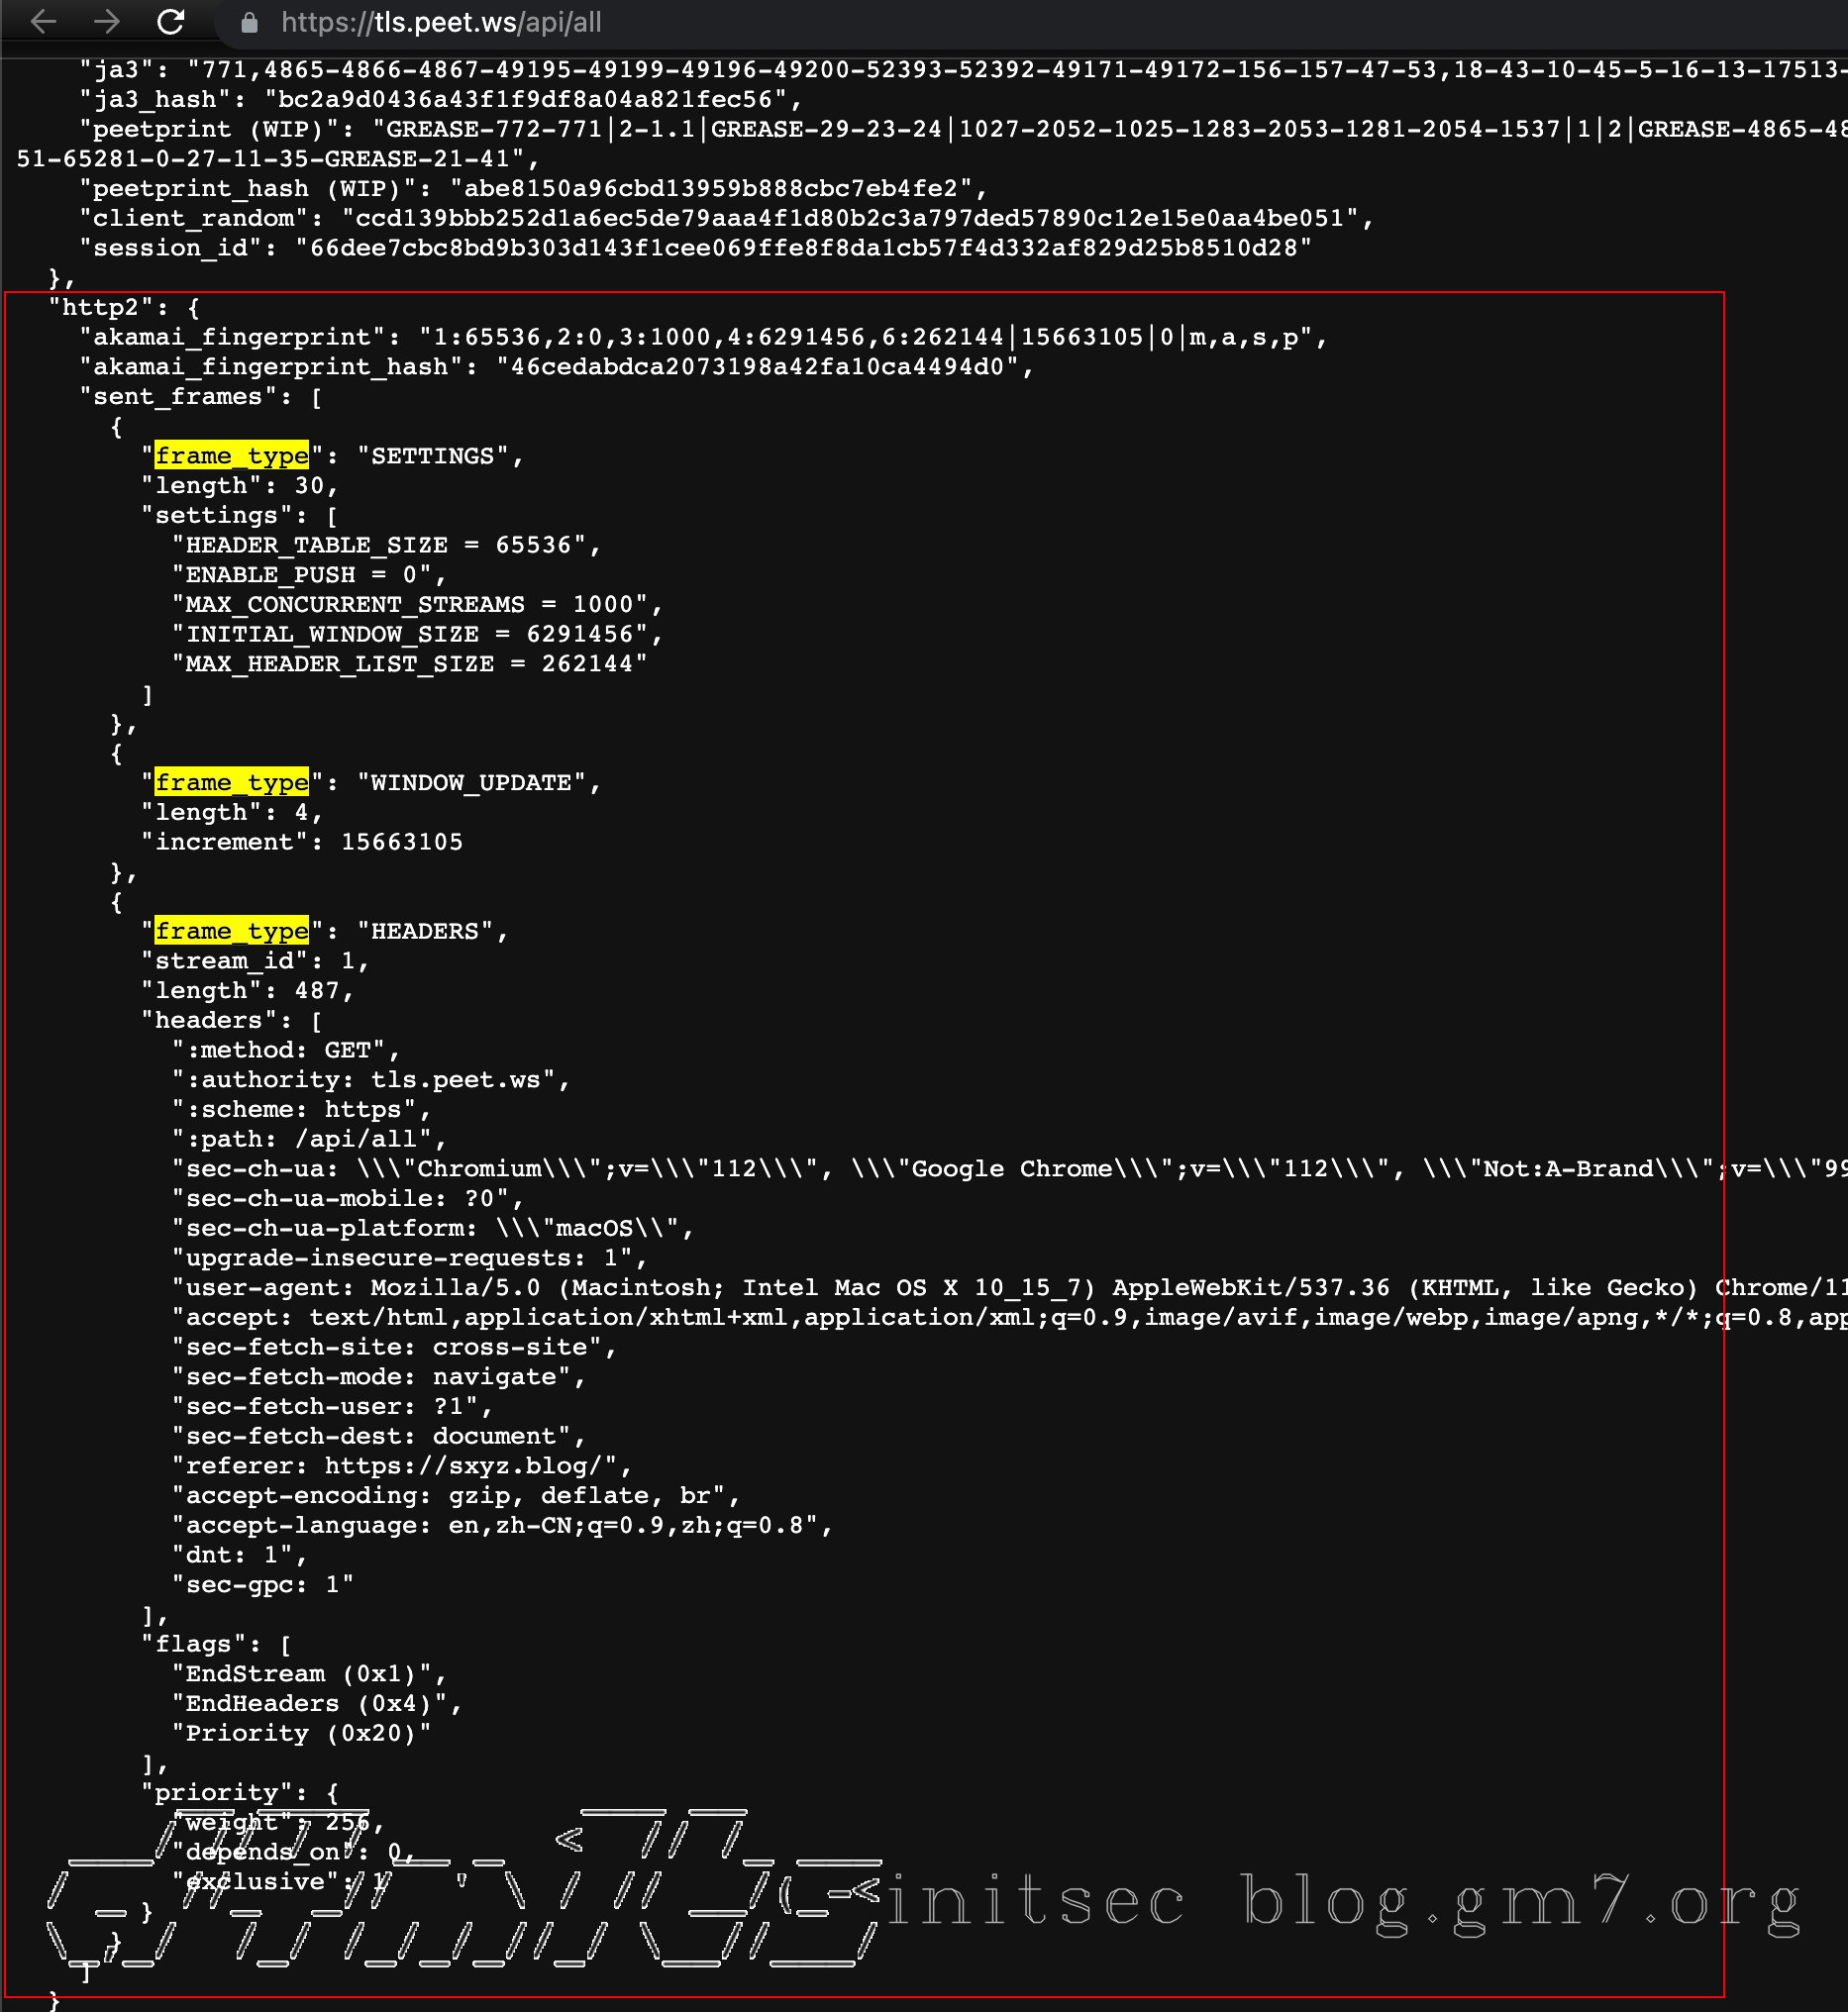 https://tls.peet.ws/api/all
"ja3": "771,4865-4866-4867-49195-49199-49196-49200-52393-52392-49171-49172-156-157-47-53,18-43-10-45-5-16-13-17513-
"ja3_hash": "bc2a9d0436a43f1f9df8a04a821fec56",
"peetprint (WIP)": "GREASE-772-771|2-1.1|GREASE-29-23-24|1027-2052-1025-1283-2053-1281-2054-1537|1|2|GREASE-4865-48
51-65281-0-27-11-35-GREASE-21-41",
"peetprint_hash (WIP)": "abe8150a96cbd13959b888cbc7eb4fe2",
"client_random": "ccd139bbb252d1a6ec5de79aaa4f1d80b2c3a797ded57890c12e15e0aa4be051",
"session_id": "66dee7cbc8bd9b303d143f1cee069ffe8f8da1cb57f4d332af829d25b8510d28"
},
"http2": {
"akamai_fingerprint": "1:65536,2:0,3:1000,4:6291456,6:262144|15663105|0|m,a,s,p",
"akamai_fingerprint_hash": "46cedabdca2073198a42fa10ca4494d0",
"sent_frames": [
{
"frame_type": "SETTINGS",
"length": 30,
"settings": [
"HEADER_TABLE_SIZE = 65536",
"ENABLE_PUSH = 0",
"MAX_CONCURRENT_STREAMS = 1000",
"INITIAL_WINDOW_SIZE = 6291456",
"MAX_HEADER_LIST_SIZE = 262144"
]
},
{
"frame_type": "WINDOW_UPDATE",
"length": 4,
"increment": 15663105
},
{
"frame_type": "HEADERS",
"stream_id": 1,
"length": 487,
"headers": [
":method: GET",
":authority: tls.peet.ws",
":scheme: https",
":path: /api/all",
"sec-ch-ua: \\\"Chromium\\\";v=\\\"112\\\", \\\"Google Chrome\\\";v=\\\"112\\\", \\\"Not:A-Brand\\\";v=\\\"99
"sec-ch-ua-mobile: ?0",
"sec-ch-ua-platform: \\\"macOS\\",
"upgrade-insecure-requests: 1",
"user-agent: Mozilla/5.0 (Macintosh; Intel Mac OS X 10_15_7) AppleWebKit/537.36 (KHTML, like Gecko) Chrome/11
"accept: text/html,application/xhtml+xml,application/xml;q=0.9,image/avif,image/webp,image/apng,*/*;q=0.8,app
"sec-fetch-site: cross-site",
"sec-fetch-mode: navigate",
"sec-fetch-user: ?1",
"sec-fetch-dest: document",
"referer: https://sxyz.blog/",
"accept-encoding: gzip, deflate, br",
"accept-language: en,zh-CN;q=0.9,zh;q=0.8",
"dnt: 1",
"sec-gpc: 1"
],
"flags": [
"EndStream (0x1)",
"EndHeaders (0x4)",
"Priority (0x20)"
],
"priority": {
"weight": 256,
"depends_on": 0,
"exclusive": 1
}
}
]
}
initsec blog.gm7.org